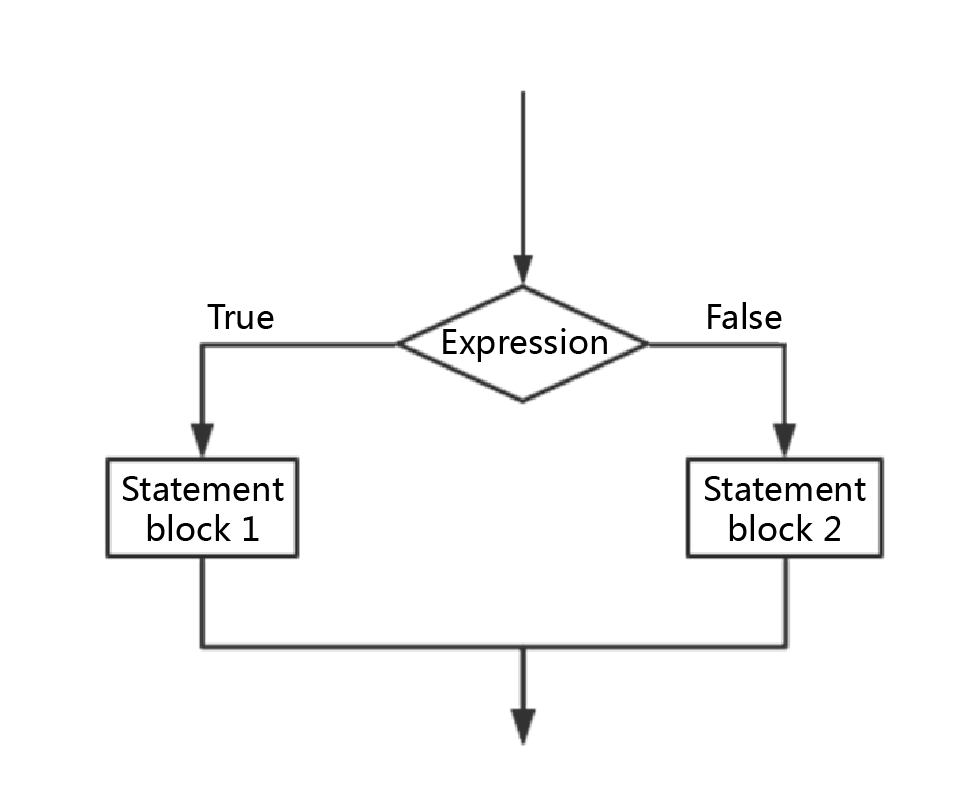 True
False
Expression
Statement
block 1
Statement
block 2